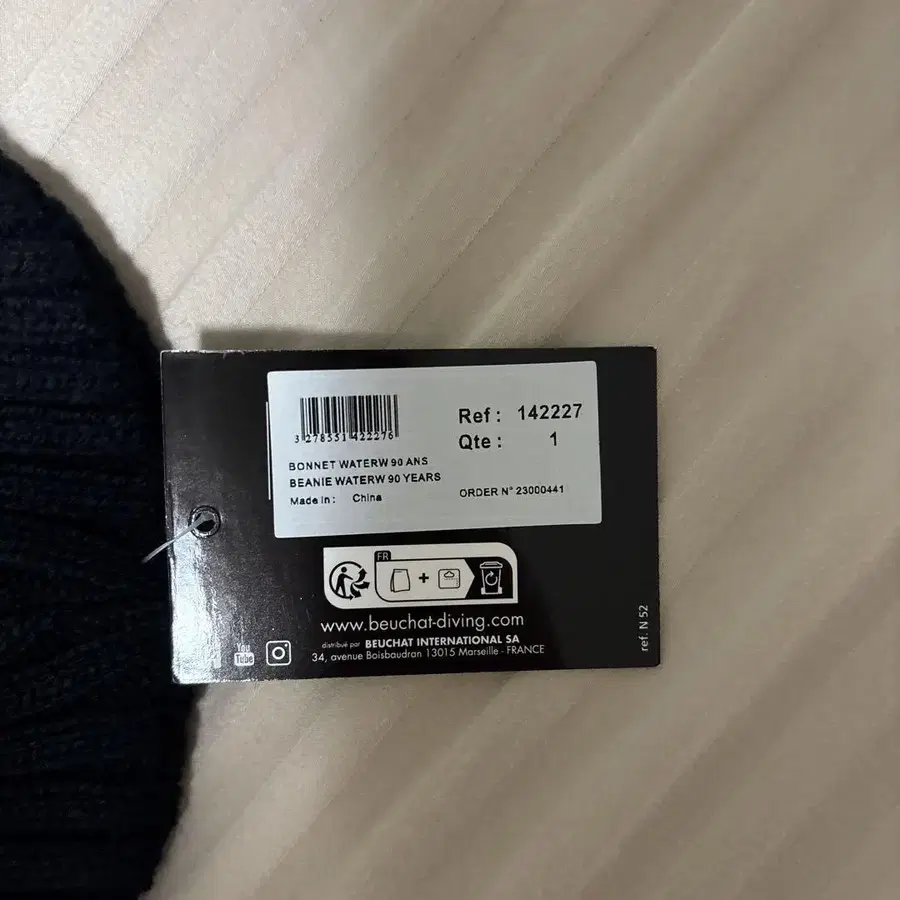 3 278551 422276
Ref : 142227
Qte : 1
BONNET WATERW 90 ANS
BEANIE WATERW 90 YEARS
Made in : China
ORDER N° 23000441
FR
+
www.beuchat-diving.com
distribué par BEUCHAT INTERNATIONAL SA
34, avenue Boisbaudran 13015 Marseille - FRANCE
You
Tube
ref. N 52